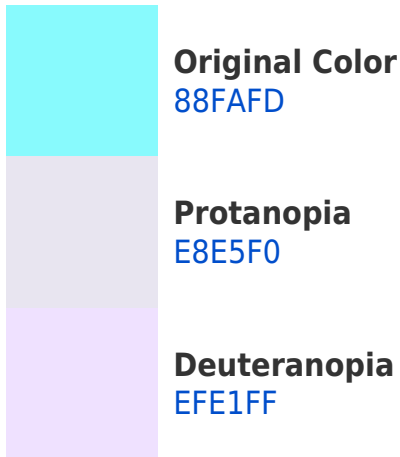 Original Color
88FAFD
Protanopia
E8E5F0
Deuteranopia
EFE1FF